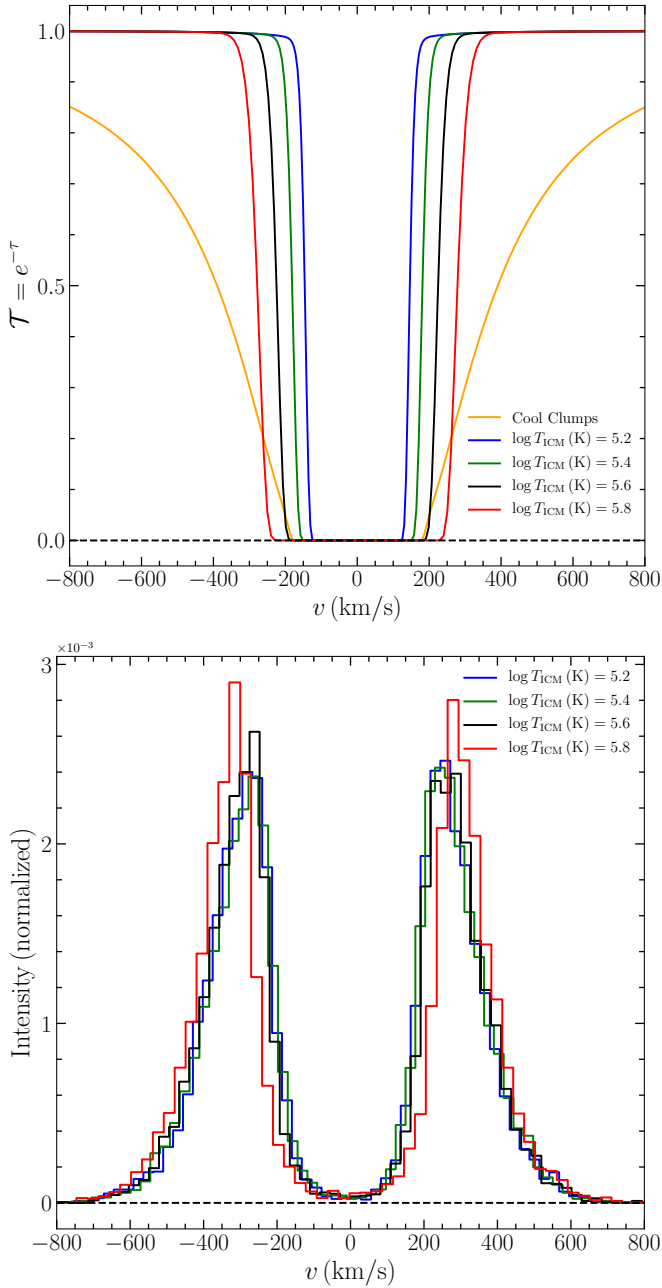 1.0
0.5
0.0
𝒯 = e^{−τ}
Cool Clumps
log T_ICM (K) = 5.2
log T_ICM (K) = 5.4
log T_ICM (K) = 5.6
log T_ICM (K) = 5.8
−800 −600 −400 −200 0 200 400 600 800
v (km/s)
×10^{−3}
3
2
1
0
Intensity (normalized)
log T_ICM (K) = 5.2
log T_ICM (K) = 5.4
log T_ICM (K) = 5.6
log T_ICM (K) = 5.8
−800 −600 −400 −200 0 200 400 600 800
v (km/s)